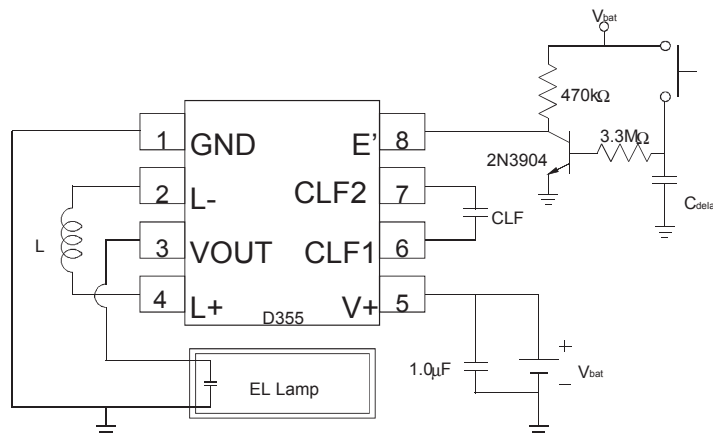 Vbat
470kΩ
3.3MΩ
2N3904
Cdela
1 GND
2 L-
3 VOUT
4 L+
E' 8
CLF2 7
CLF1 6
V+ 5
D355
L
CLF
EL Lamp
1.0µF
+
Vbat
–